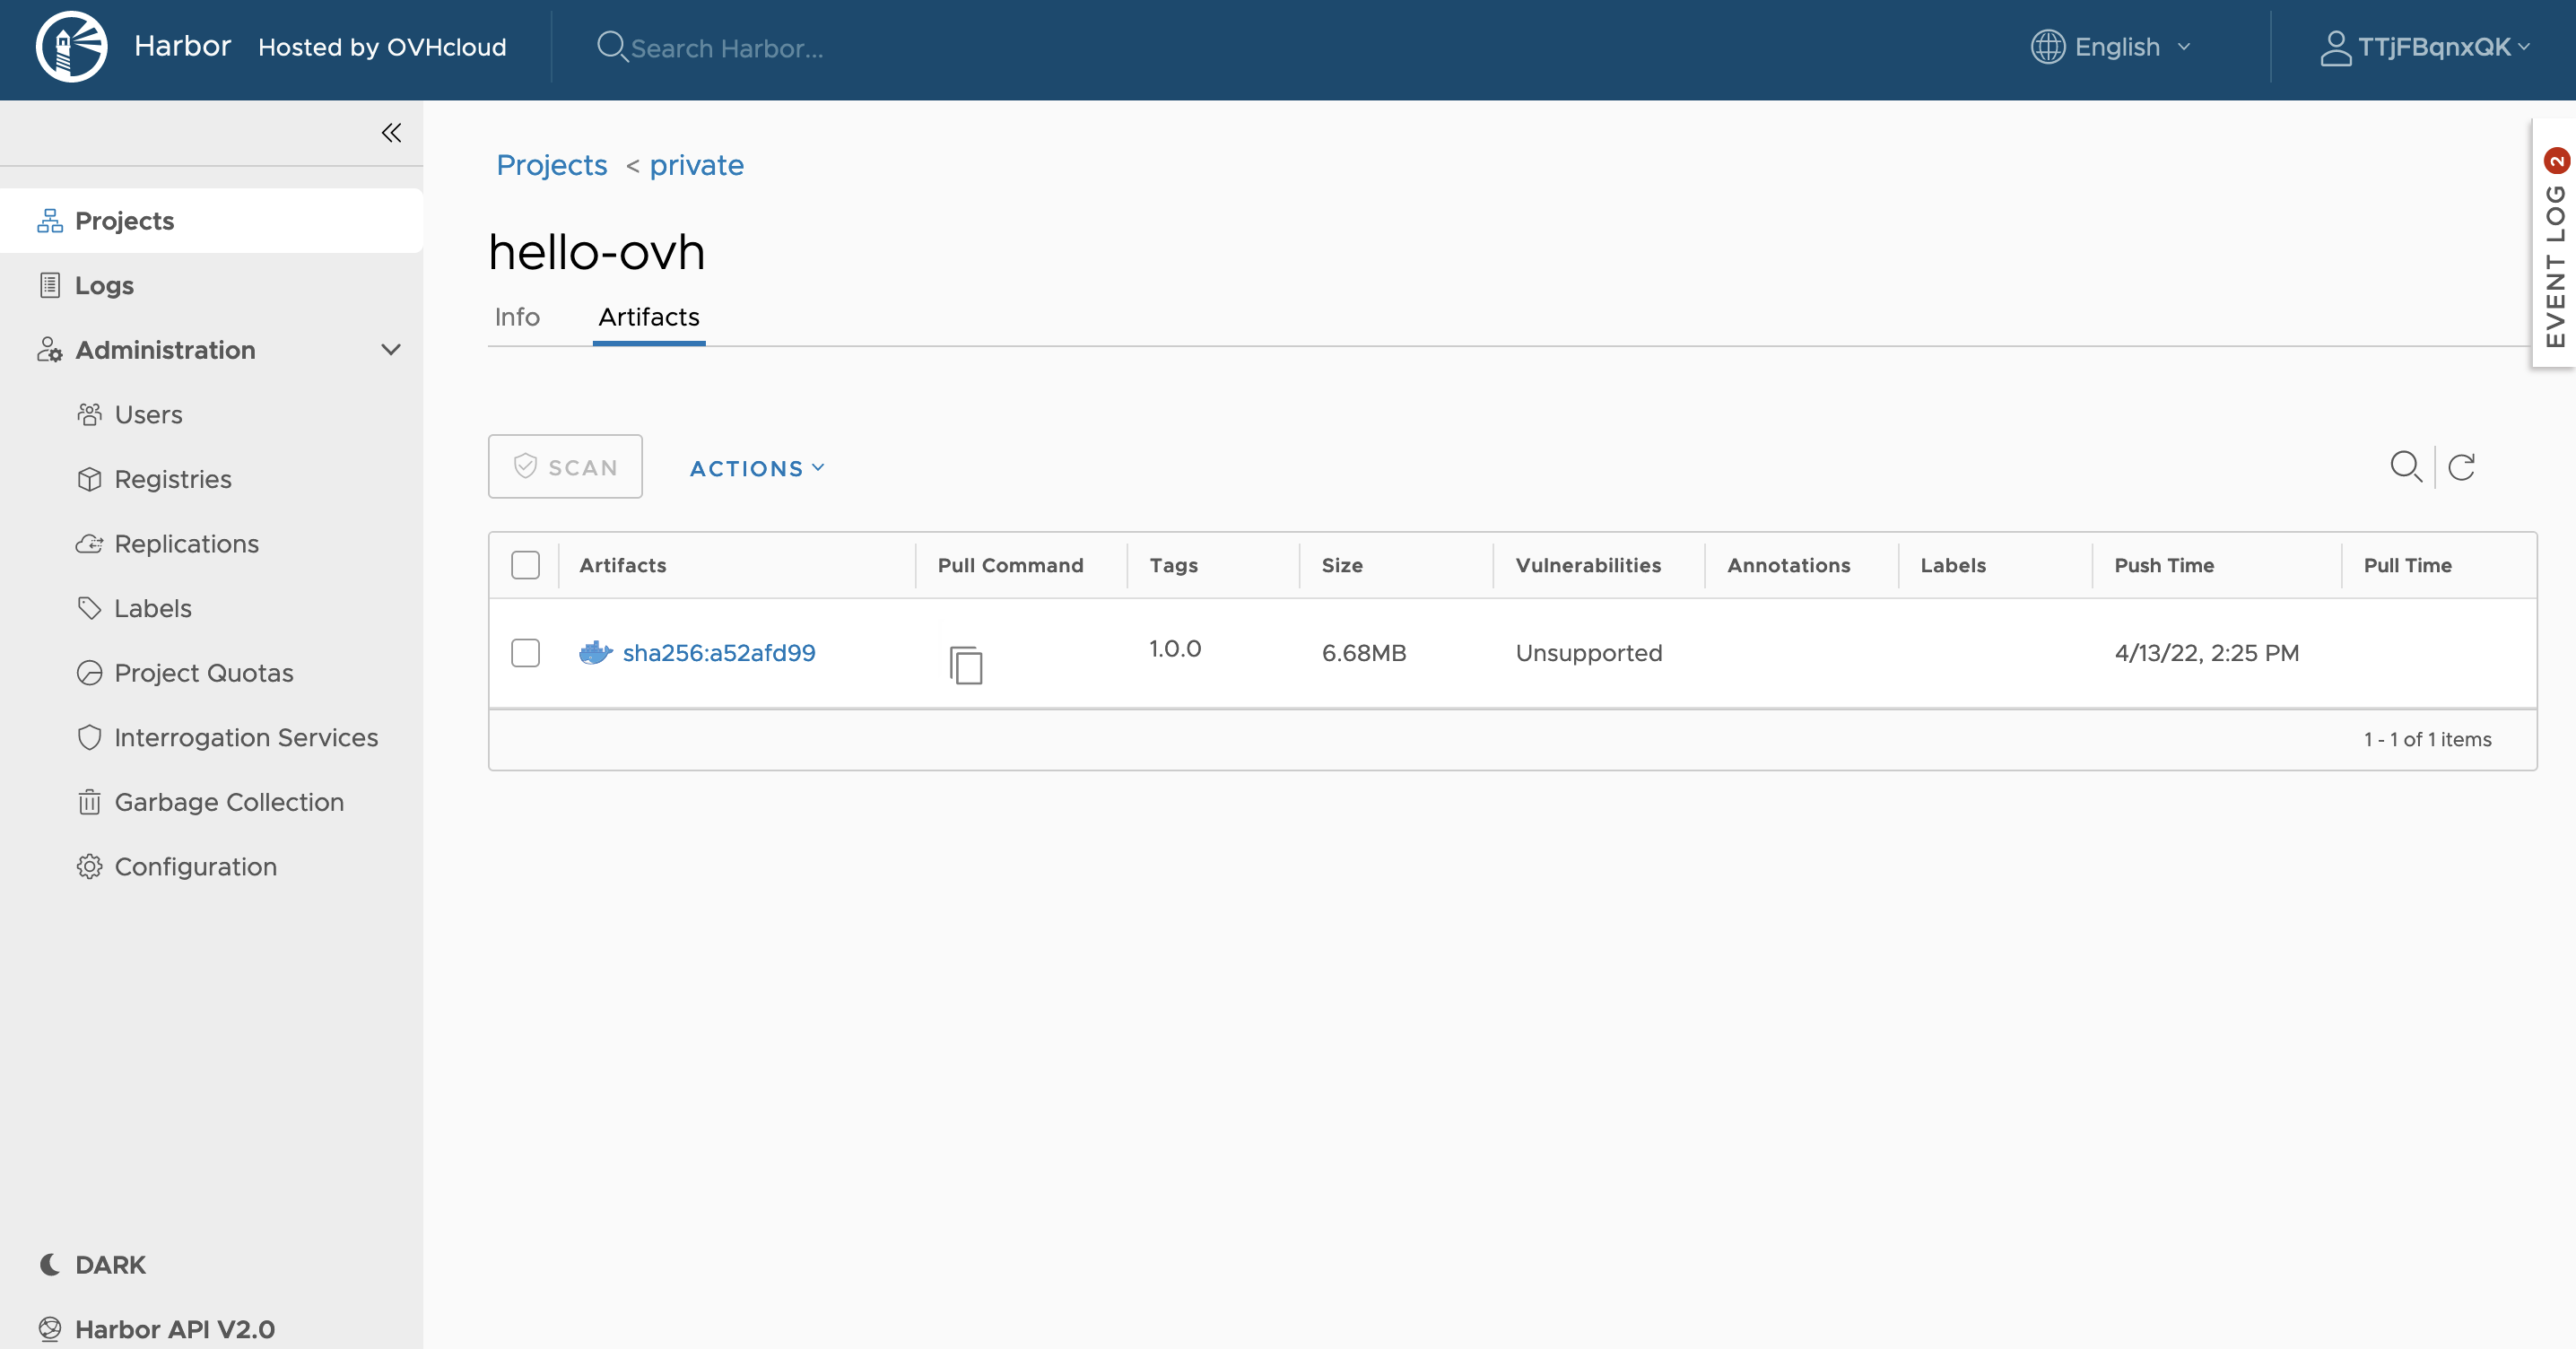 Harbor Hosted by OVHcloud Search Harbor... English TTjFBqnxQK
EVENT LOG 2
Projects
Logs
Administration
Users
Registries
Replications
Labels
Project Quotas
Interrogation Services
Garbage Collection
Configuration
DARK
Harbor API V2.0
Projects < private
hello-ovh
Info Artifacts
SCAN ACTIONS
Artifacts Pull Command Tags Size Vulnerabilities Annotations Labels Push Time Pull Time
sha256:a52afd99 1.0.0 6.68MB Unsupported 4/13/22, 2:25 PM
1 - 1 of 1 items